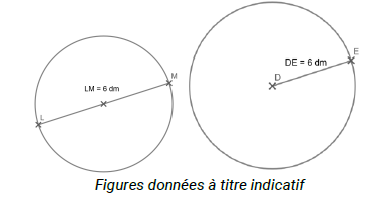 E
DE = 6 dm
M
D
LM = 6 dm
L
Figures données à titre indicatif